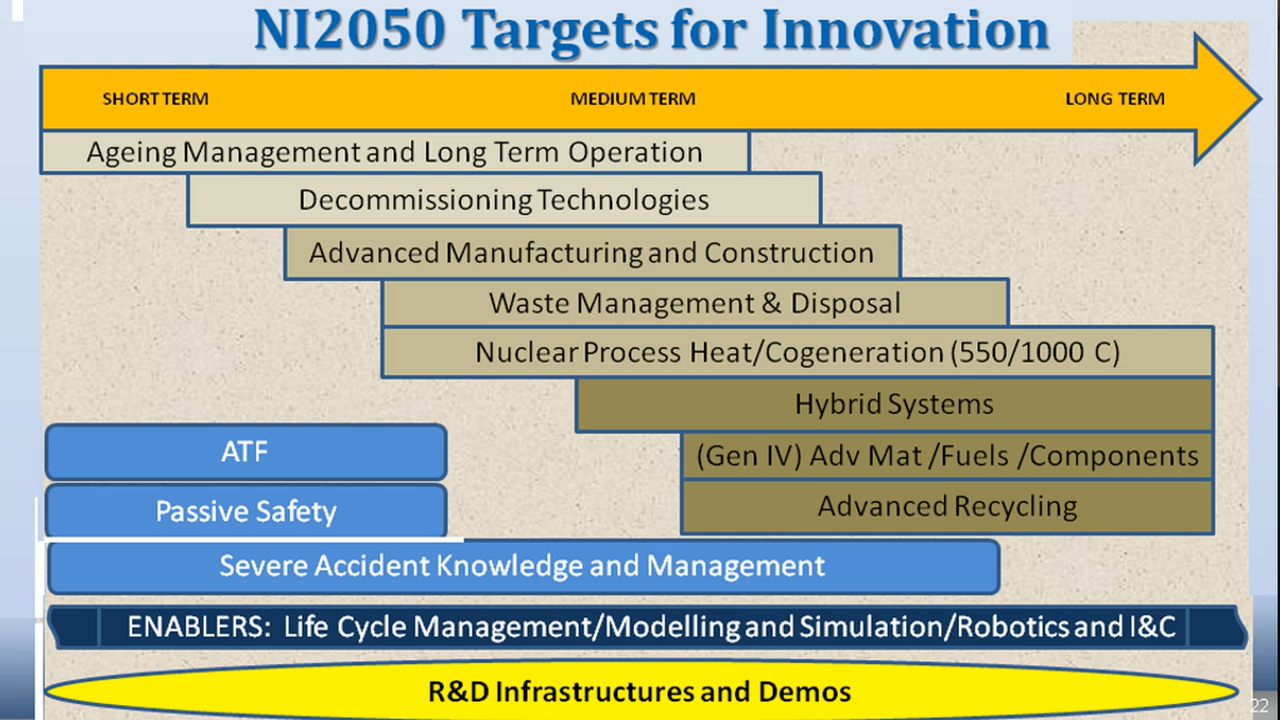 NI2050 Targets for Innovation
SHORT TERM MEDIUM TERM LONG TERM
Ageing Management and Long Term Operation
Decommissioning Technologies
Advanced Manufacturing and Construction
Waste Management & Disposal
Nuclear Process Heat/Cogeneration (550/1000 C)
Hybrid Systems
ATF
(Gen IV) Adv Mat /Fuels /Components
Passive Safety
Advanced Recycling
Severe Accident Knowledge and Management
ENABLERS: Life Cycle Management/Modelling and Simulation/Robotics and I&C
R&D Infrastructures and Demos
22